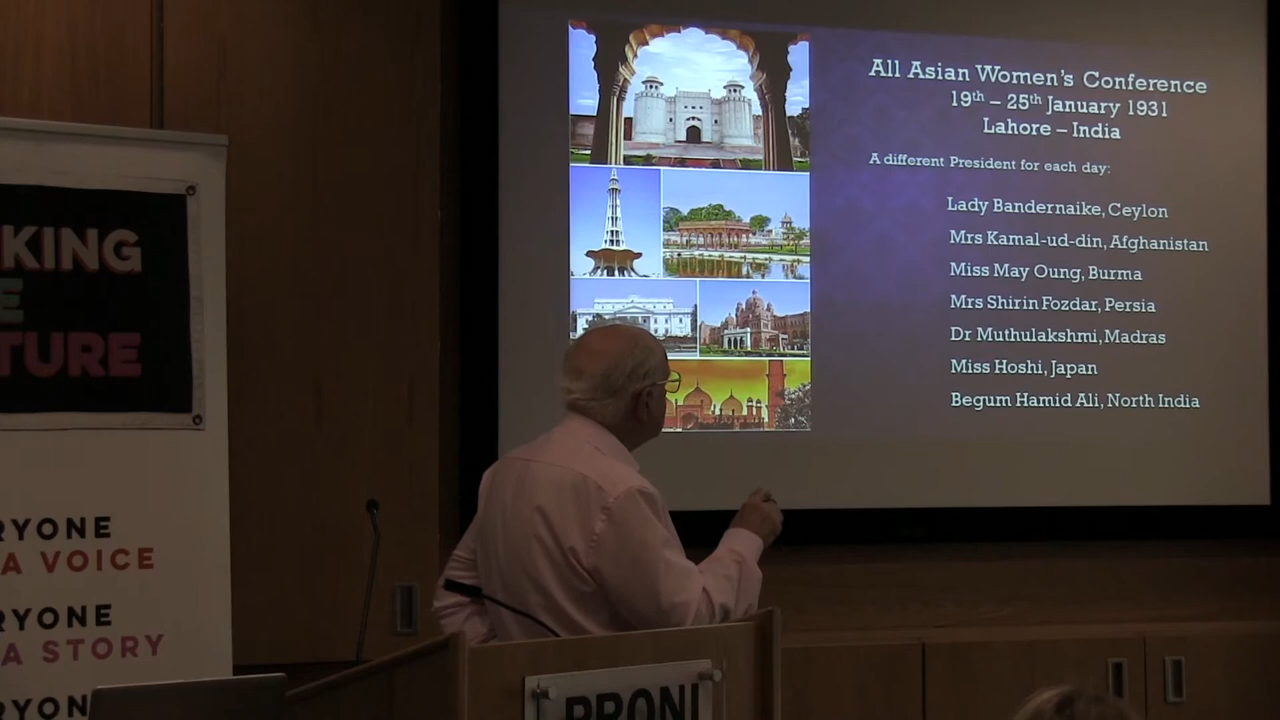 All Asian Women's Conference
19th – 25th January 1931
Lahore – India
A different President for each day:
Lady Bandernaike, Ceylon
Mrs Kamal-ud-din, Afghanistan
Miss May Oung, Burma
Mrs Shirin Fozdar, Persia
Dr Muthulakshmi, Madras
Miss Hoshi, Japan
Begum Hamid Ali, North India
KING
E
TURE
RYONE
A VOICE
RYONE
A STORY
RYON
PRONI